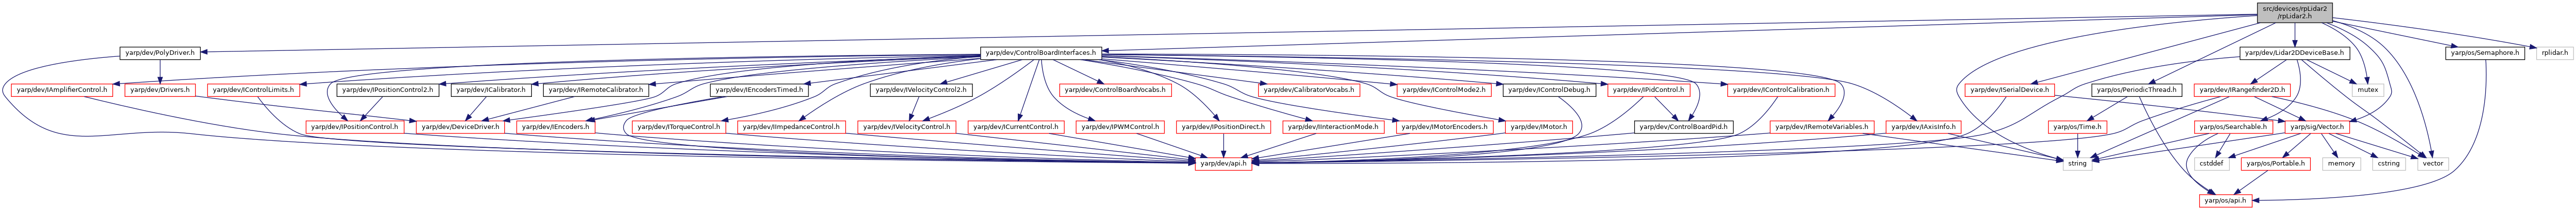 src/devices/rpLidar2
/rpLidar2.h
yarp/dev/PolyDriver.h
yarp/dev/ControlBoardInterfaces.h
yarp/dev/Lidar2DDeviceBase.h
yarp/os/Semaphore.h
rplidar.h
yarp/dev/IAmplifierControl.h
yarp/dev/Drivers.h
yarp/dev/IControlLimits.h
yarp/dev/IPositionControl2.h
yarp/dev/ICalibrator.h
yarp/dev/IRemoteCalibrator.h
yarp/dev/IEncodersTimed.h
yarp/dev/IVelocityControl2.h
yarp/dev/ControlBoardVocabs.h
yarp/dev/CalibratorVocabs.h
yarp/dev/IControlMode2.h
yarp/dev/IControlDebug.h
yarp/dev/IPidControl.h
yarp/dev/IControlCalibration.h
yarp/dev/ISerialDevice.h
yarp/os/PeriodicThread.h
yarp/dev/IRangefinder2D.h
mutex
yarp/dev/IPositionControl.h
yarp/dev/DeviceDriver.h
yarp/dev/IEncoders.h
yarp/dev/ITorqueControl.h
yarp/dev/IImpedanceControl.h
yarp/dev/IVelocityControl.h
yarp/dev/ICurrentControl.h
yarp/dev/IPWMControl.h
yarp/dev/IPositionDirect.h
yarp/dev/IInteractionMode.h
yarp/dev/IMotorEncoders.h
yarp/dev/IMotor.h
yarp/dev/ControlBoardPid.h
yarp/dev/IRemoteVariables.h
yarp/dev/IAxisInfo.h
yarp/os/Time.h
yarp/os/Searchable.h
yarp/sig/Vector.h
yarp/dev/api.h
string
cstddef
yarp/os/Portable.h
memory
cstring
vector
yarp/os/api.h